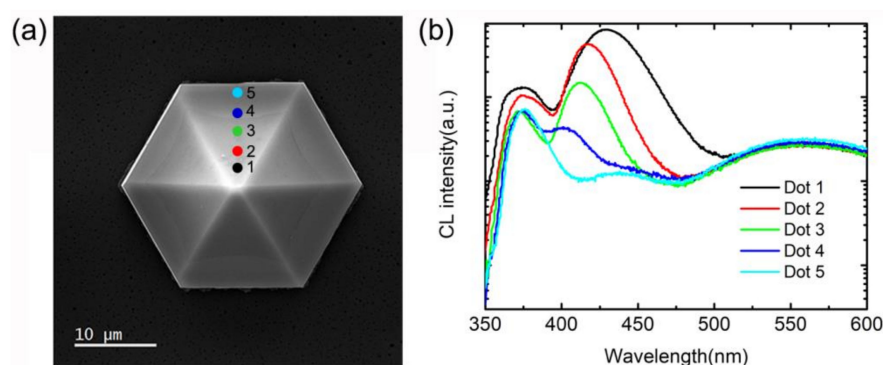 (a)
5
4
3
2
1
10 μm
(b)
CL intensity(a.u.)
Dot 1
Dot 2
Dot 3
Dot 4
Dot 5
350 400 450 500 550 600
Wavelength(nm)